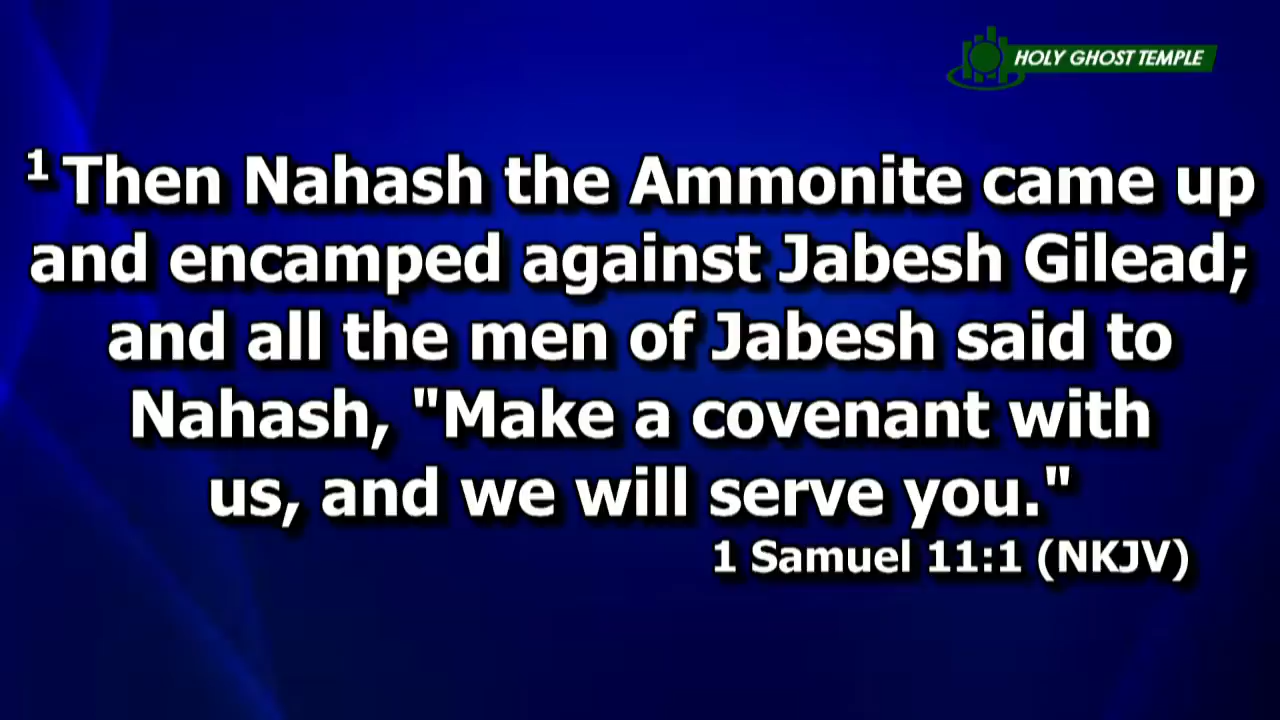 HOLY GHOST TEMPLE
1 Then Nahash the Ammonite came up
and encamped against Jabesh Gilead;
and all the men of Jabesh said to
Nahash, "Make a covenant with
us, and we will serve you."
1 Samuel 11:1 (NKJV)